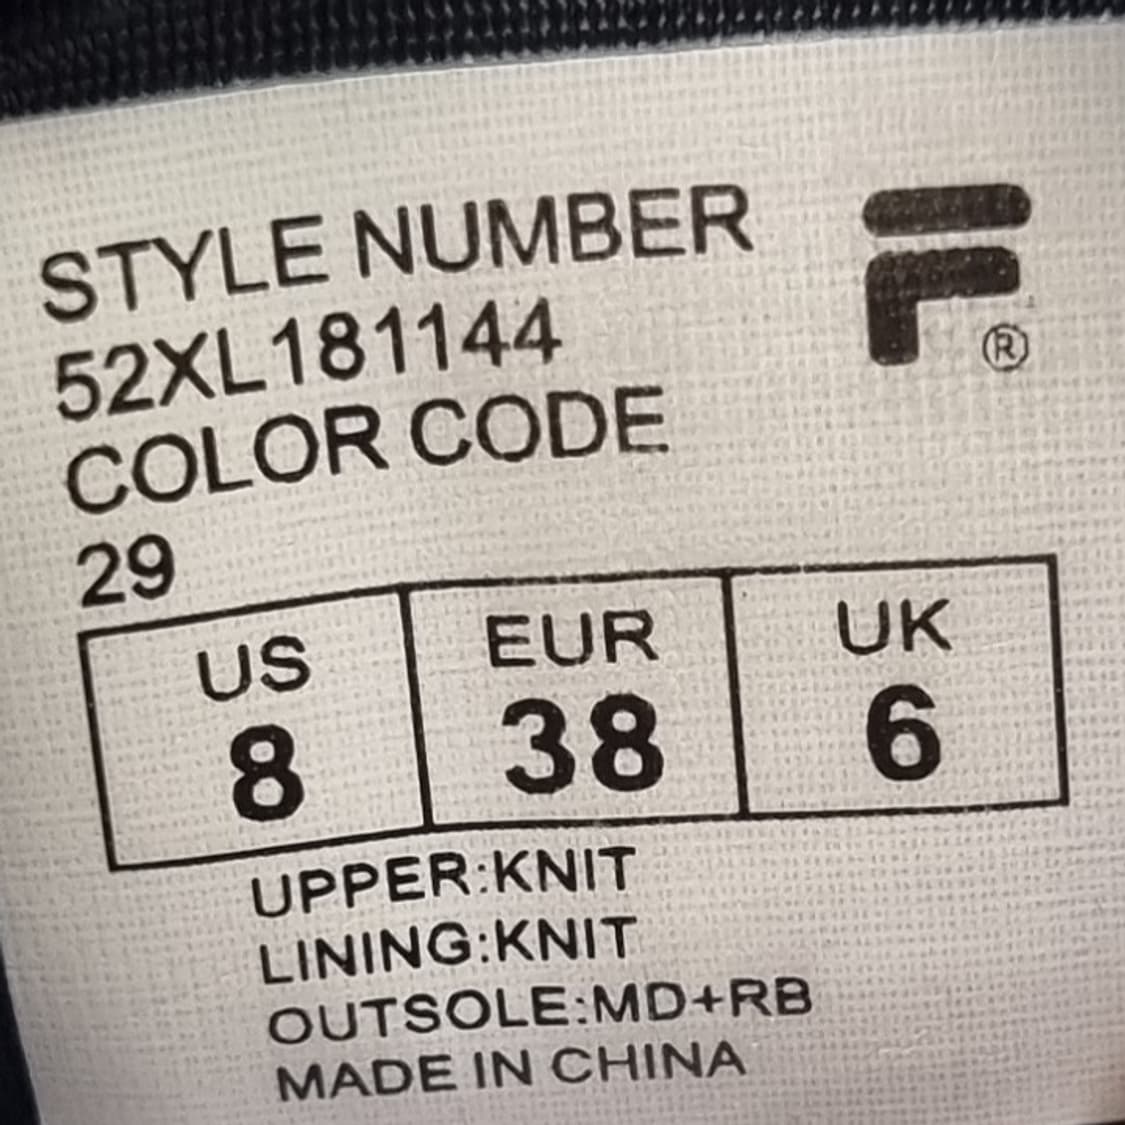 STYLE NUMBER
52XL181144
COLOR CODE
29
US EUR UK
8 38 6
UPPER:KNIT
LINING:KNIT
OUTSOLE:MD+RB
MADE IN CHINA
F®